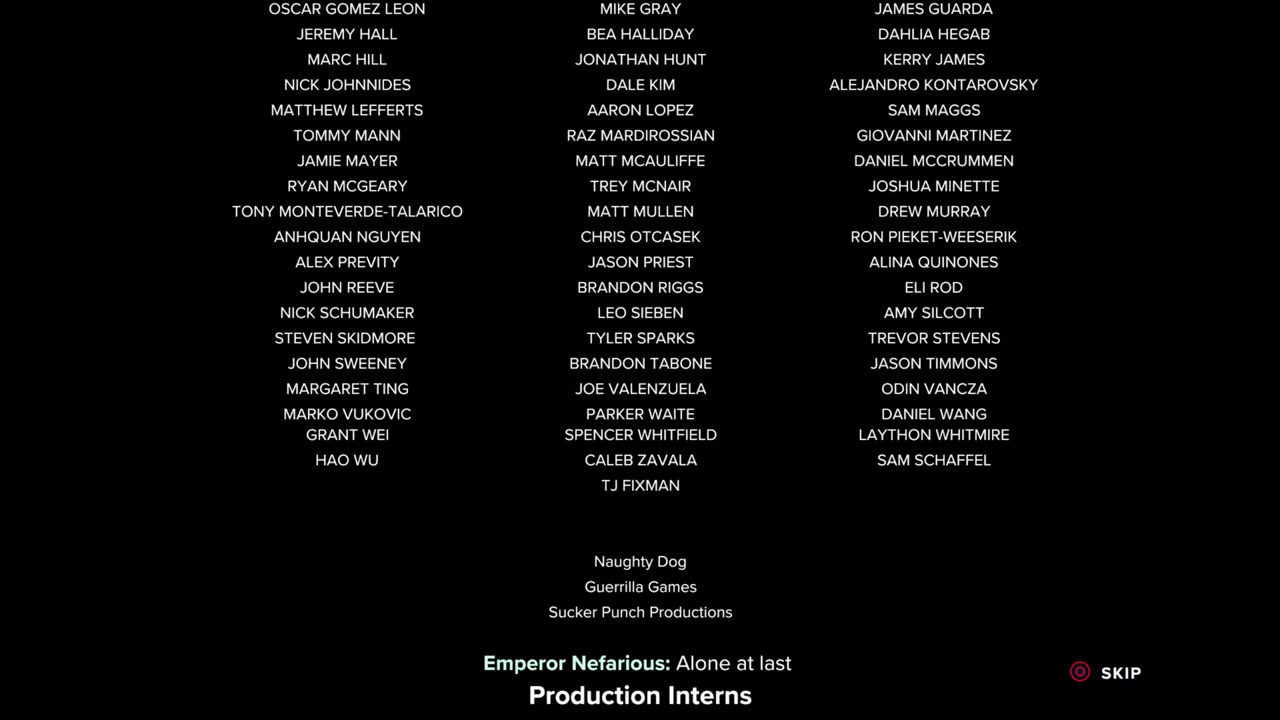 OSCAR GOMEZ LEON MIKE GRAY JAMES GUARDA
JEREMY HALL BEA HALLIDAY DAHLIA HEGAB
MARC HILL JONATHAN HUNT KERRY JAMES
NICK JOHNNIDES DALE KIM ALEJANDRO KONTAROVSKY
MATTHEW LEFFERTS AARON LOPEZ SAM MAGGS
TOMMY MANN RAZ MARDIROSSIAN GIOVANNI MARTINEZ
JAMIE MAYER MATT MCAULIFFE DANIEL MCCRUMMEN
RYAN MCGEARY TREY MCNAIR JOSHUA MINETTE
TONY MONTEVERDE-TALARICO MATT MULLEN DREW MURRAY
ANHQUAN NGUYEN CHRIS OTCASEK RON PIEKET-WEESERIK
ALEX PREVITY JASON PRIEST ALINA QUINONES
JOHN REEVE BRANDON RIGGS ELI ROD
NICK SCHUMAKER LEO SIEBEN AMY SILCOTT
STEVEN SKIDMORE TYLER SPARKS TREVOR STEVENS
JOHN SWEENEY BRANDON TABONE JASON TIMMONS
MARGARET TING JOE VALENZUELA ODIN VANCZA
MARKO VUKOVIC PARKER WAITE DANIEL WANG
GRANT WEI SPENCER WHITFIELD LAYTHON WHITMIRE
HAO WU CALEB ZAVALA SAM SCHAFFEL
TJ FIXMAN
Naughty Dog
Guerrilla Games
Sucker Punch Productions
Emperor Nefarious: Alone at last
SKIP
Production Interns